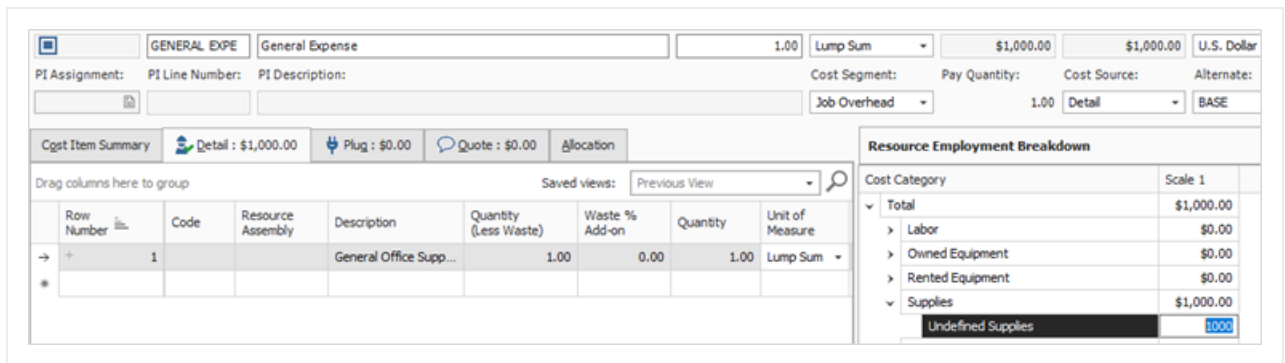 GENERAL EXPE General Expense 1.00 Lump Sum $1,000.00 $1,000.00 U.S. Dollar
PI Assignment: PI Line Number: PI Description: Cost Segment: Pay Quantity: Cost Source: Alternate:
Job Overhead 1.00 Detail BASE
Cost Item Summary Detail : $1,000.00 Plug : $0.00 Quote : $0.00 Allocation Resource Employment Breakdown
Drag columns here to group Saved views: Previous View Cost Category Scale 1
Row Number Code Resource Assembly Description Quantity (Less Waste) Waste % Add-on Quantity Unit of Measure
Total $1,000.00
Labor $0.00
1 General Office Supp... 1.00 0.00 1.00 Lump Sum Owned Equipment $0.00
Rented Equipment $0.00
Supplies $1,000.00
Undefined Supplies 1000